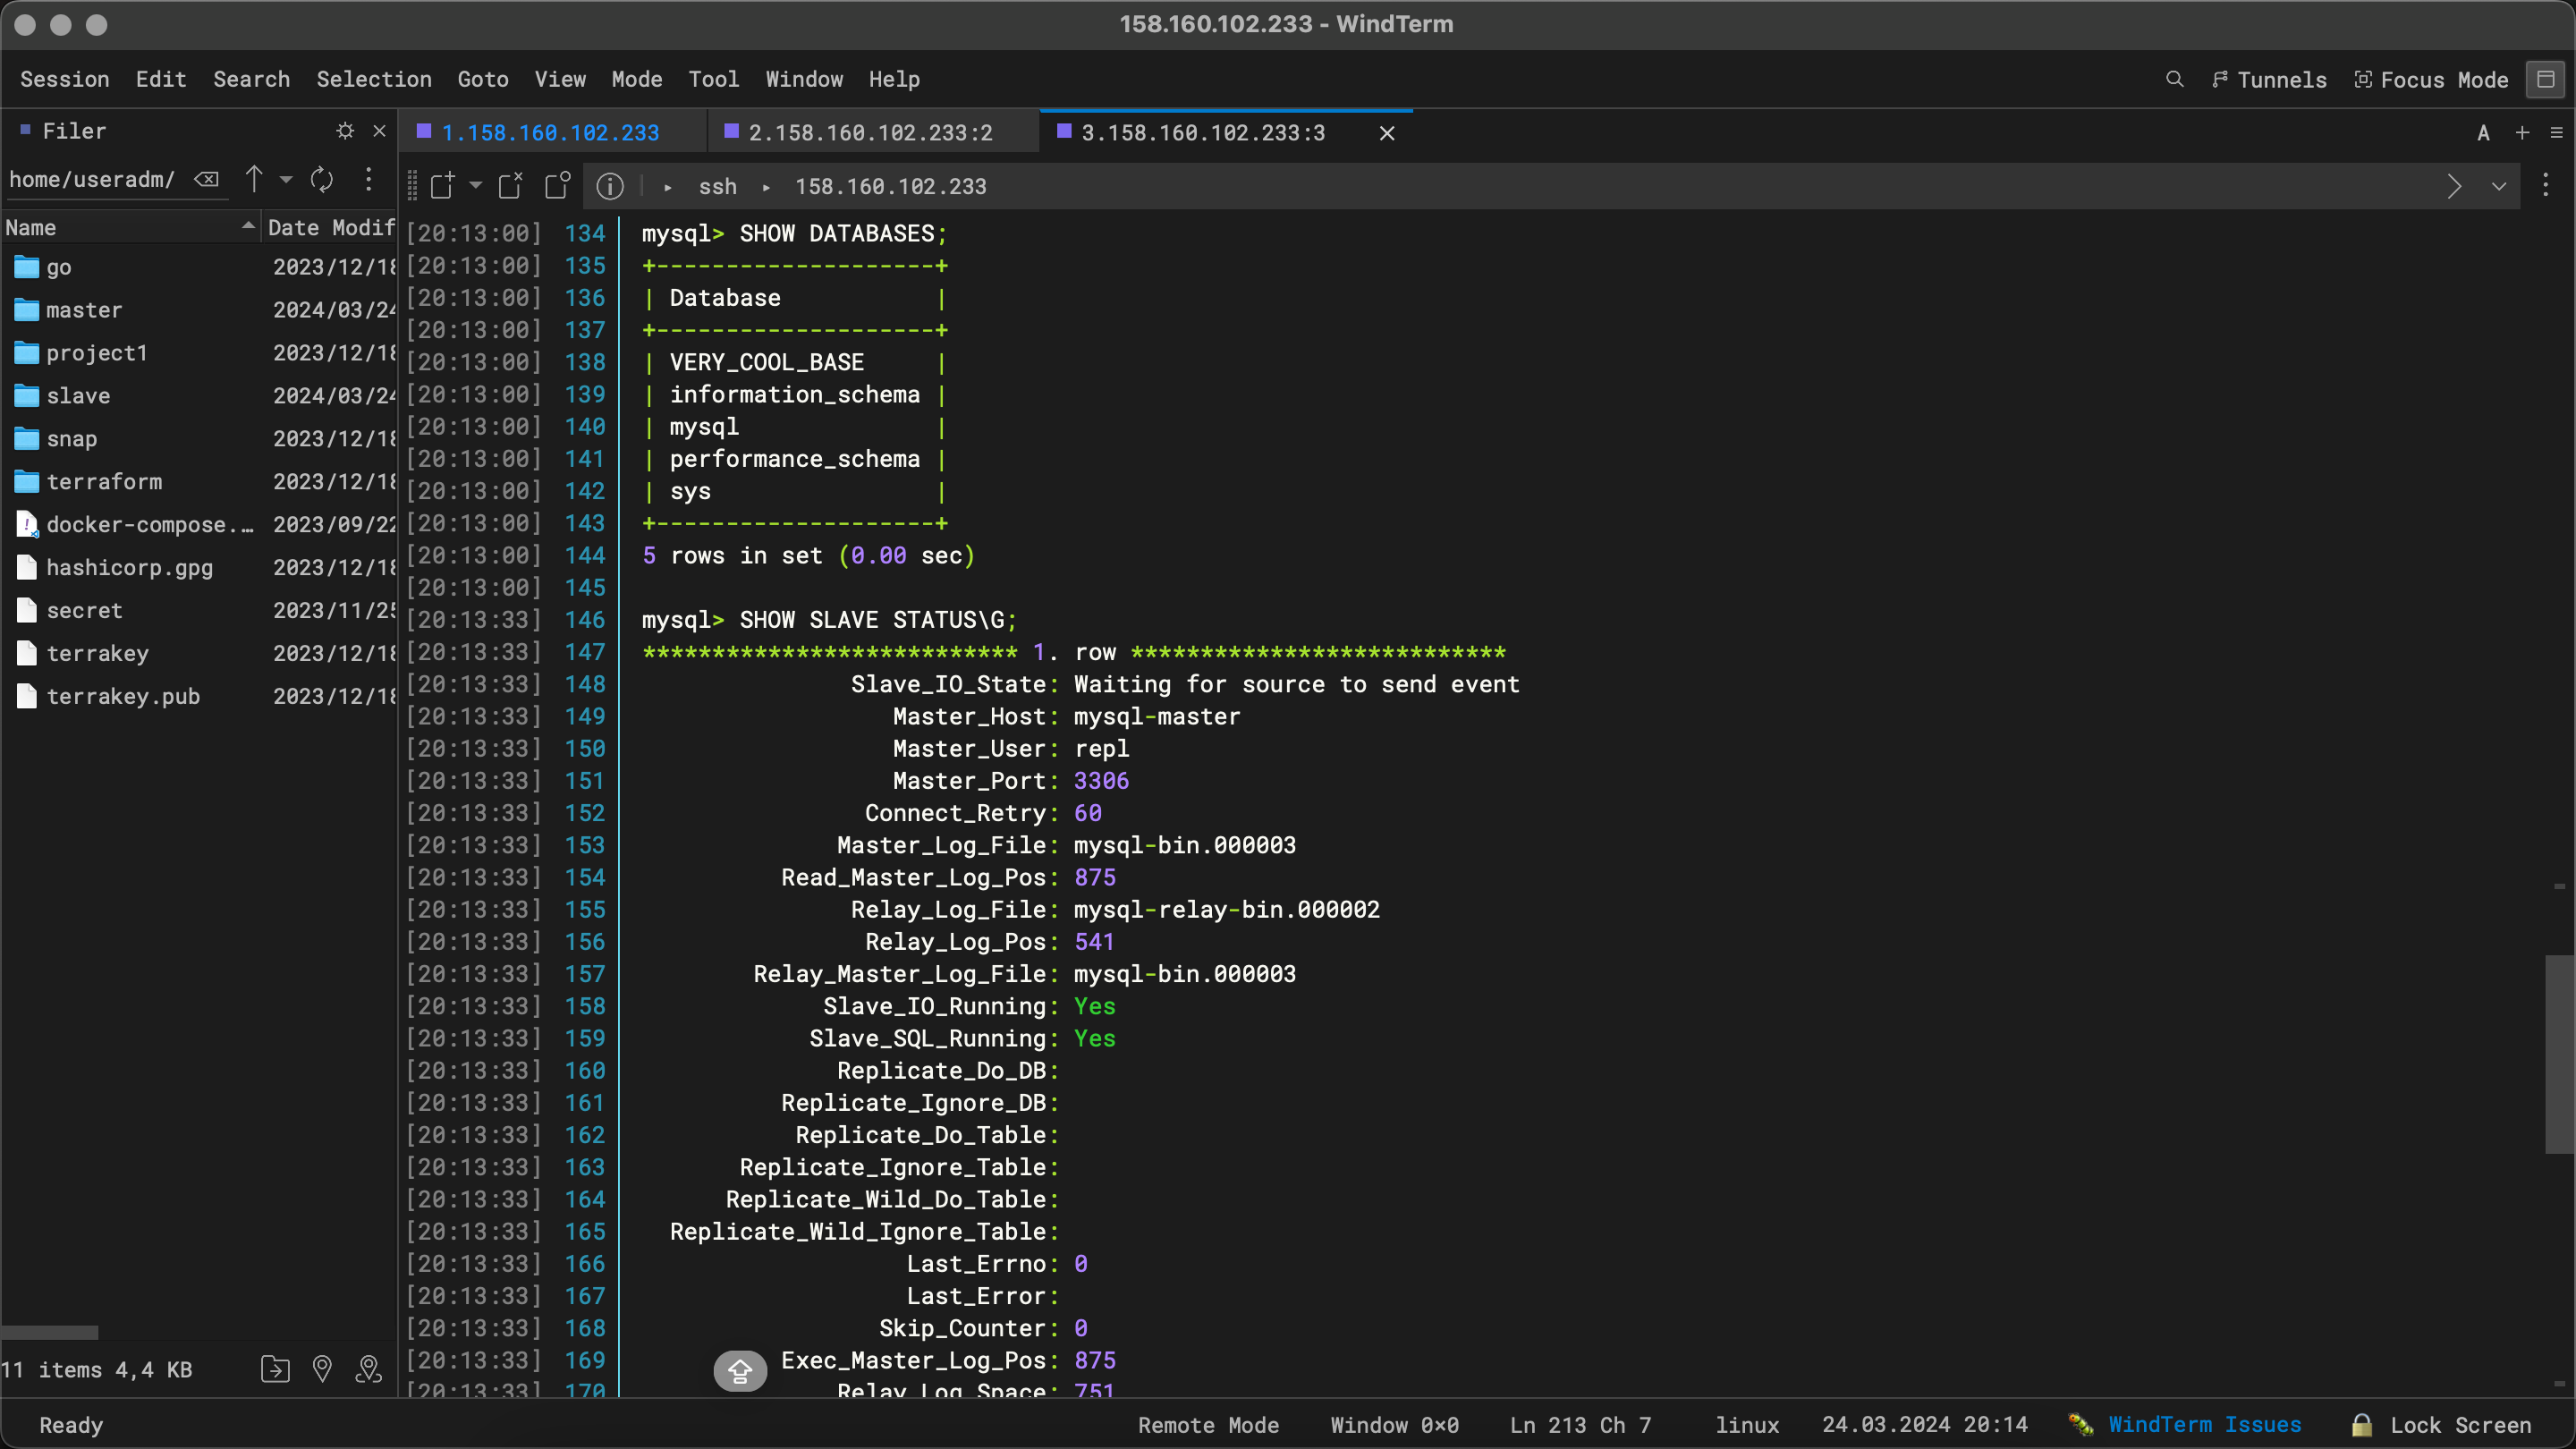 158.160.102.233 - WindTerm
Session Edit Search Selection Goto View Mode Tool Window Help Tunnels Focus Mode
Filer 1.158.160.102.233 2.158.160.102.233:2 3.158.160.102.233:3 A
home/useradm/ ssh 158.160.102.233
Name Date Modif
go 2023/12/18
master 2024/03/24
project1 2023/12/18
slave 2024/03/24
snap 2023/12/18
terraform 2023/12/18
docker-compose.… 2023/09/22
hashicorp.gpg 2023/12/18
secret 2023/11/25
terrakey 2023/12/18
terrakey.pub 2023/12/18
11 items 4,4 KB
[20:13:00] 134 mysql> SHOW DATABASES;
[20:13:00] 135 +--------------------+
[20:13:00] 136 | Database           |
[20:13:00] 137 +--------------------+
[20:13:00] 138 | VERY_COOL_BASE     |
[20:13:00] 139 | information_schema |
[20:13:00] 140 | mysql              |
[20:13:00] 141 | performance_schema |
[20:13:00] 142 | sys                |
[20:13:00] 143 +--------------------+
[20:13:00] 144 5 rows in set (0.00 sec)
[20:13:00] 145
[20:13:33] 146 mysql> SHOW SLAVE STATUS\G;
[20:13:33] 147 *************************** 1. row ***************************
[20:13:33] 148 Slave_IO_State: Waiting for source to send event
[20:13:33] 149 Master_Host: mysql-master
[20:13:33] 150 Master_User: repl
[20:13:33] 151 Master_Port: 3306
[20:13:33] 152 Connect_Retry: 60
[20:13:33] 153 Master_Log_File: mysql-bin.000003
[20:13:33] 154 Read_Master_Log_Pos: 875
[20:13:33] 155 Relay_Log_File: mysql-relay-bin.000002
[20:13:33] 156 Relay_Log_Pos: 541
[20:13:33] 157 Relay_Master_Log_File: mysql-bin.000003
[20:13:33] 158 Slave_IO_Running: Yes
[20:13:33] 159 Slave_SQL_Running: Yes
[20:13:33] 160 Replicate_Do_DB:
[20:13:33] 161 Replicate_Ignore_DB:
[20:13:33] 162 Replicate_Do_Table:
[20:13:33] 163 Replicate_Ignore_Table:
[20:13:33] 164 Replicate_Wild_Do_Table:
[20:13:33] 165 Replicate_Wild_Ignore_Table:
[20:13:33] 166 Last_Errno: 0
[20:13:33] 167 Last_Error:
[20:13:33] 168 Skip_Counter: 0
[20:13:33] 169 Exec_Master_Log_Pos: 875
[20:13:33] 170 Relay_Log_Space: 751
Ready Remote Mode Window 0×0 Ln 213 Ch 7 linux 24.03.2024 20:14 WindTerm Issues Lock Screen